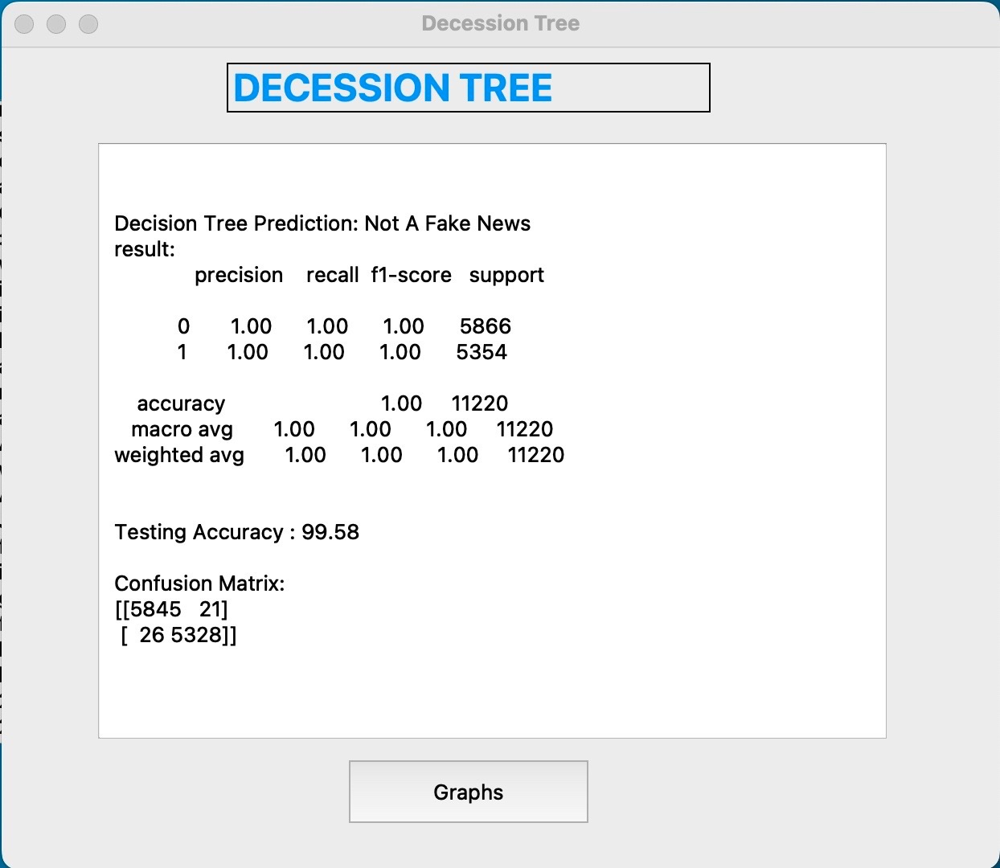 Decession Tree
DECESSION TREE
Decision Tree Prediction: Not A Fake News
result:
precision recall f1-score support
0 1.00 1.00 1.00 5866
1 1.00 1.00 1.00 5354
accuracy 1.00 11220
macro avg 1.00 1.00 1.00 11220
weighted avg 1.00 1.00 1.00 11220
Testing Accuracy : 99.58
Confusion Matrix:
[[5845 21]
[ 26 5328]]
Graphs